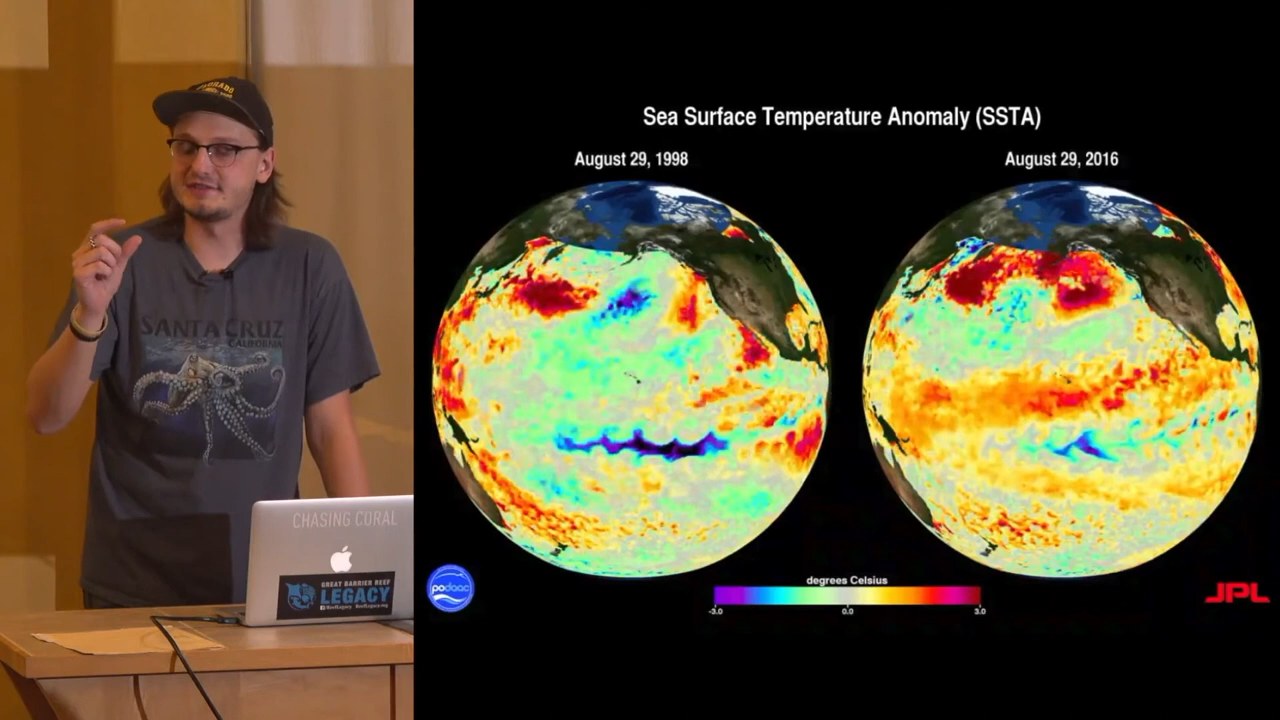 COLORADO
SANTA CRUZ
CALIFORNIA
CHASING CORAL
GREAT BARRIER REEF
LEGACY
Sea Surface Temperature Anomaly (SSTA)
August 29, 1998
August 29, 2016
degrees Celsius
-3.0
0.0
3.0
podaac
JPL